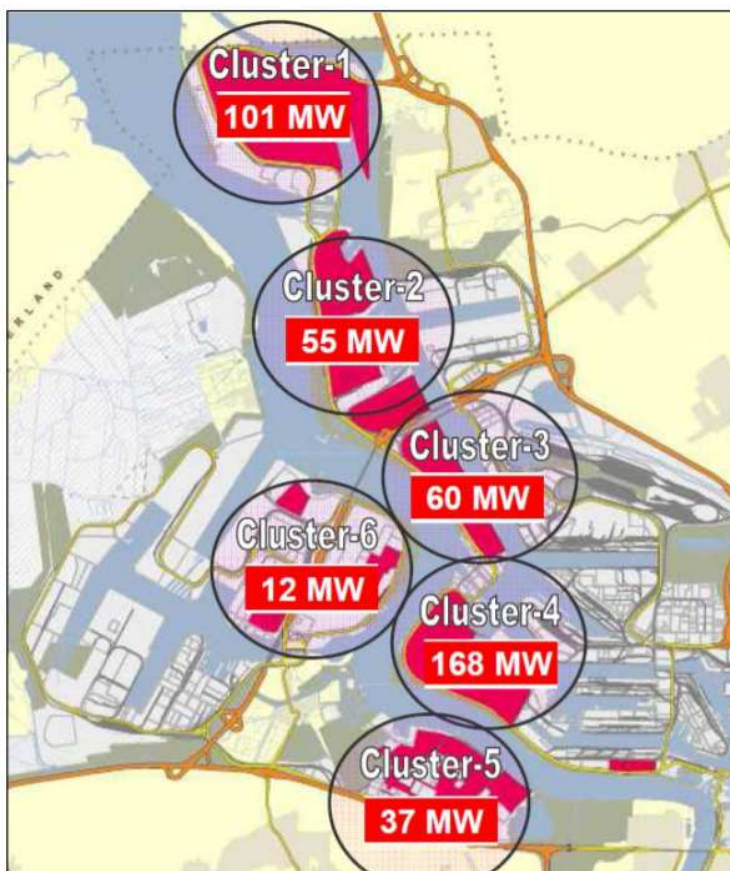 Cluster-1
101 MW
Cluster-2
55 MW
ERLAND
Cluster-3
60 MW
Cluster-6
12 MW
Cluster-4
168 MW
Cluster-5
37 MW